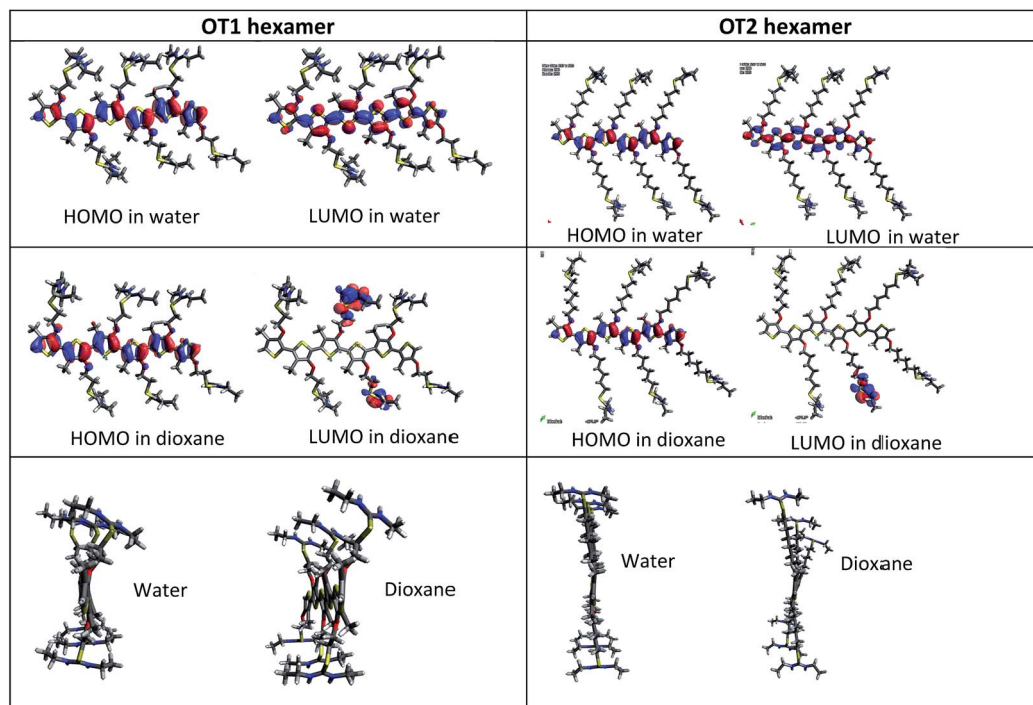 OT1 hexamer
OT2 hexamer
HOMO in water
LUMO in water
HOMO in water
LUMO in water
HOMO in dioxane
LUMO in dioxane
HOMO in dioxane
LUMO in dioxane
Water
Dioxane
Water
Dioxane